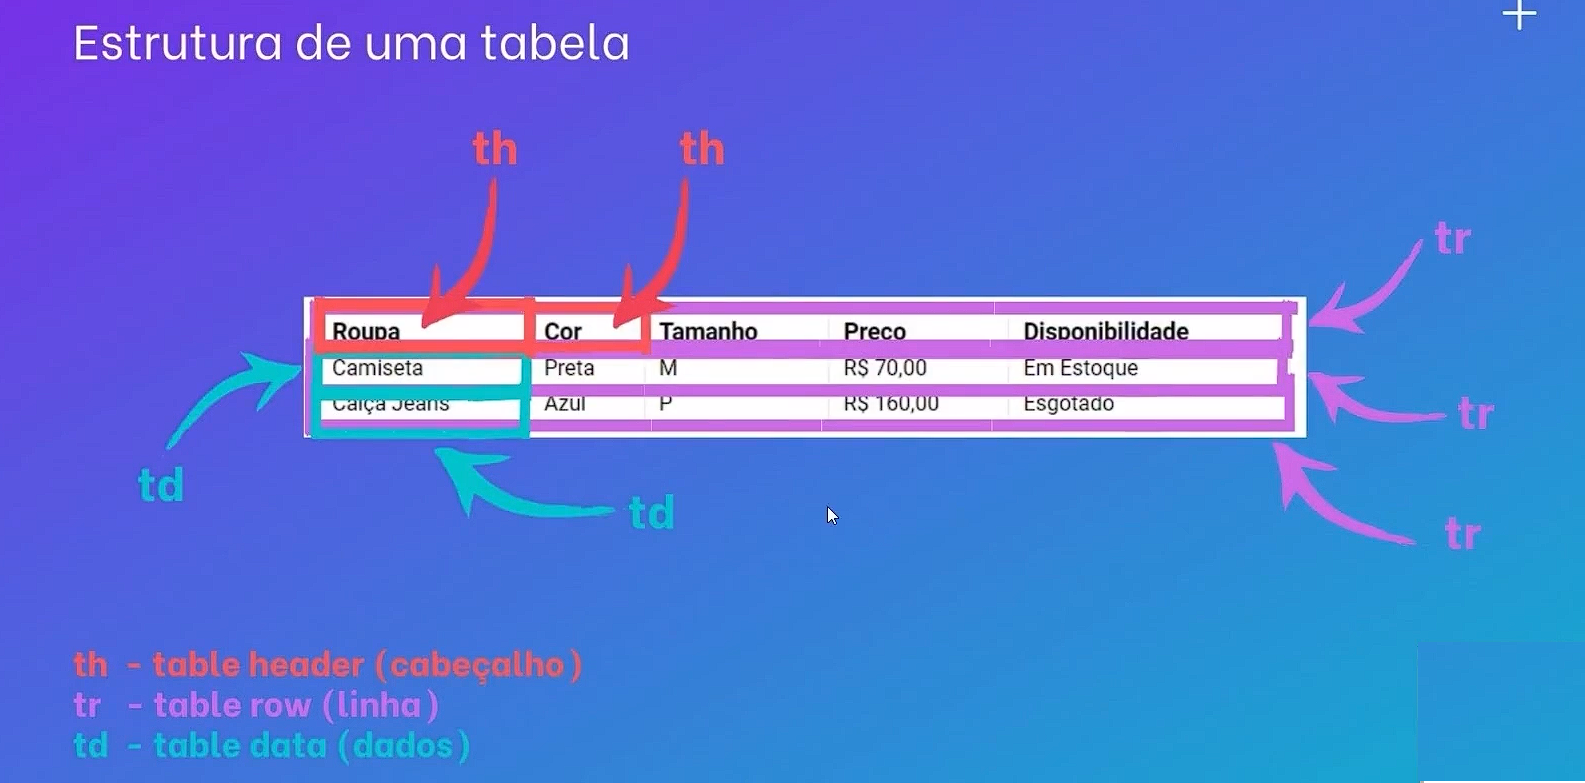 Estrutura de uma tabela
th th
tr
Roupa Cor Tamanho Preço Disponibilidade
Camiseta Preta M R$ 70,00 Em Estoque
Calça Jeans Azul P R$ 160,00 Esgotado
tr
td
td
tr
th - table header (cabeçalho)
tr - table row (linha)
td - table data (dados)